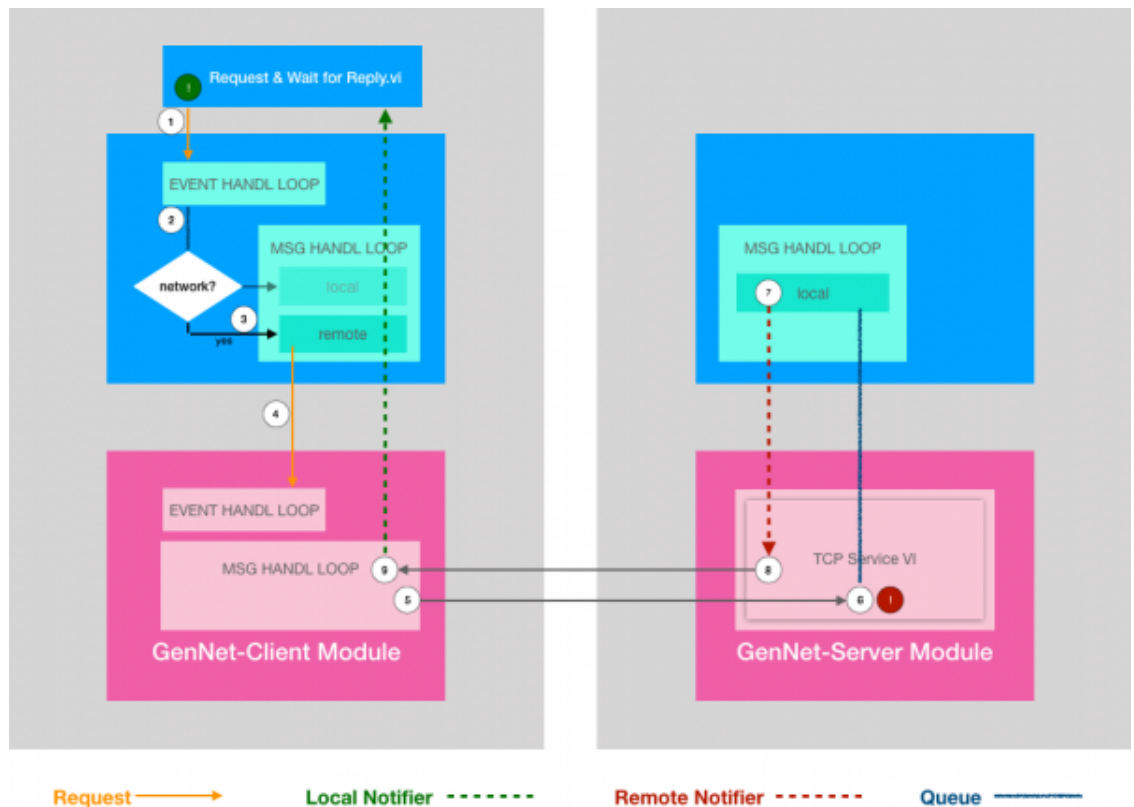 ! Request & Wait for Reply.vi
1
EVENT HANDL LOOP
2
MSG HANDL LOOP
network?
local
3
remote
yes
4
EVENT HANDL LOOP
MSG HANDL LOOP
9
5
GenNet-Client Module
MSG HANDL LOOP
7
local
TCP Service VI
8
6
!
GenNet-Server Module
Request
Local Notifier
Remote Notifier
Queue